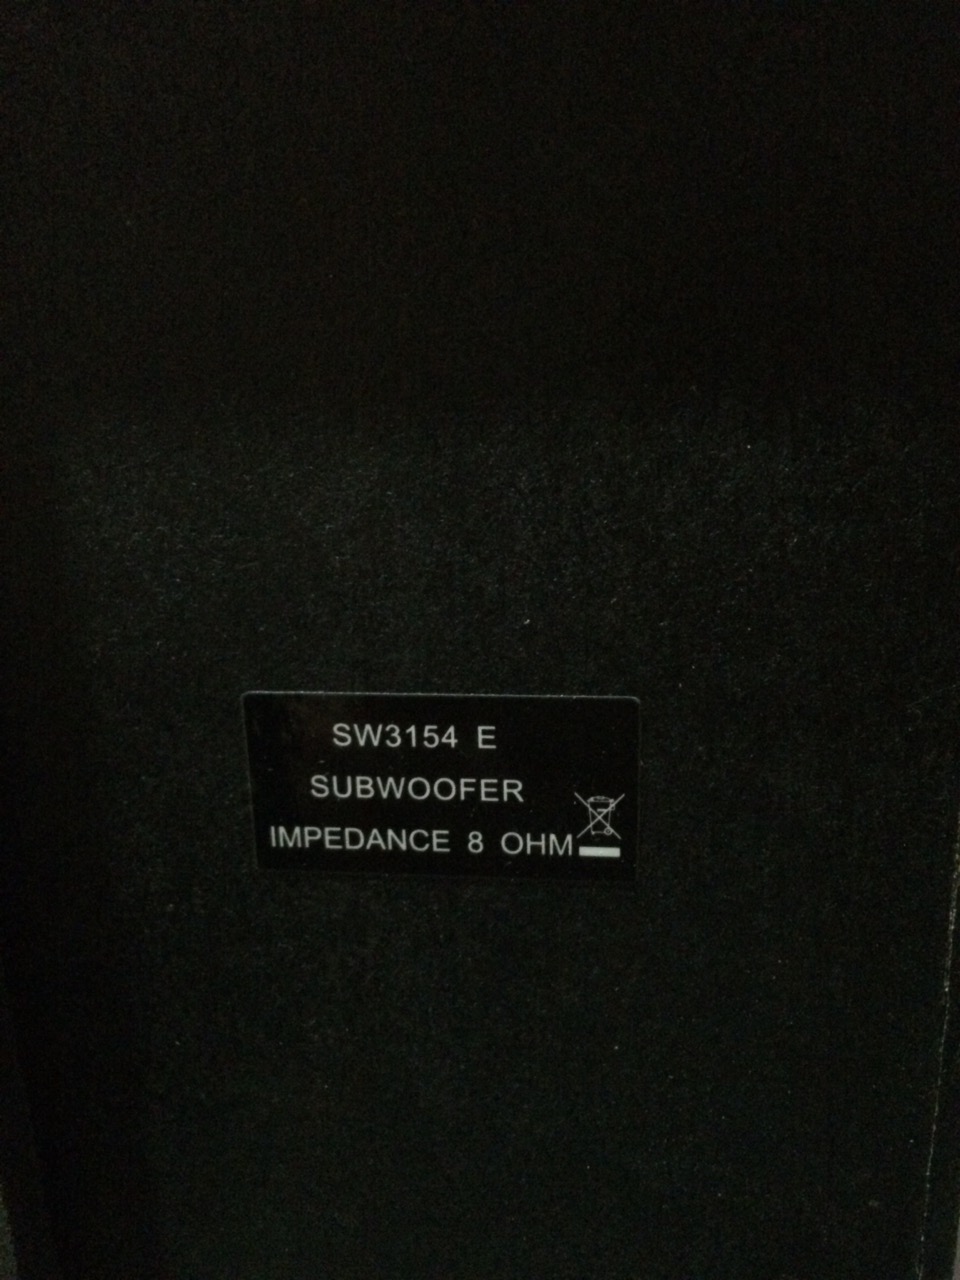 SW3154 E
SUBWOOFER
IMPEDANCE 8 OHM